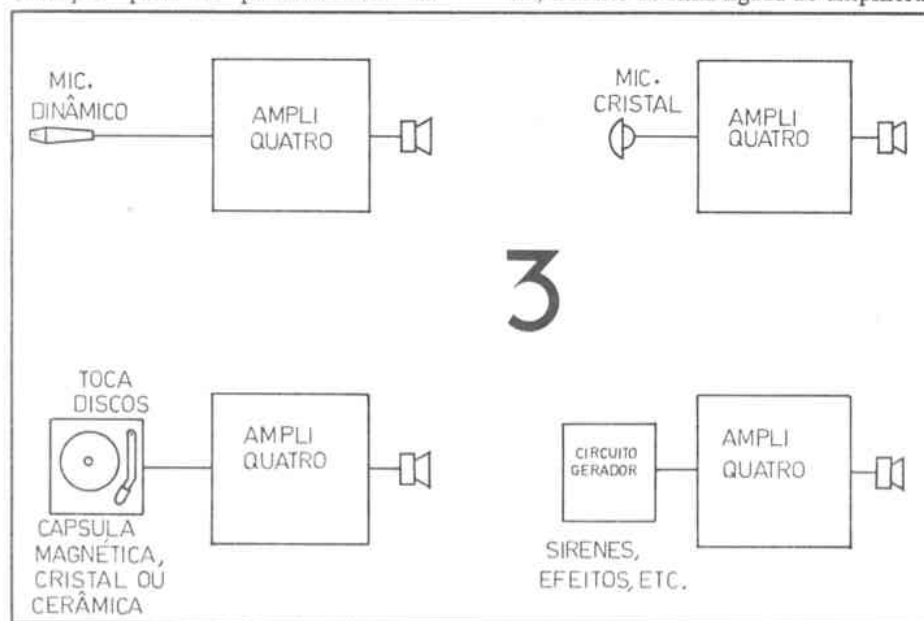 MIC.
DINÂMICO
AMPLI
QUATRO
MIC.
CRISTAL
AMPLI
QUATRO
3
TOCA
DISCOS
AMPLI
QUATRO
CAPSULA
MAGNÉTICA,
CRISTAL OU
CERÂMICA
CIRCUITO
GERADOR
AMPLI
QUATRO
SIRENES,
EFEITOS, ETC.